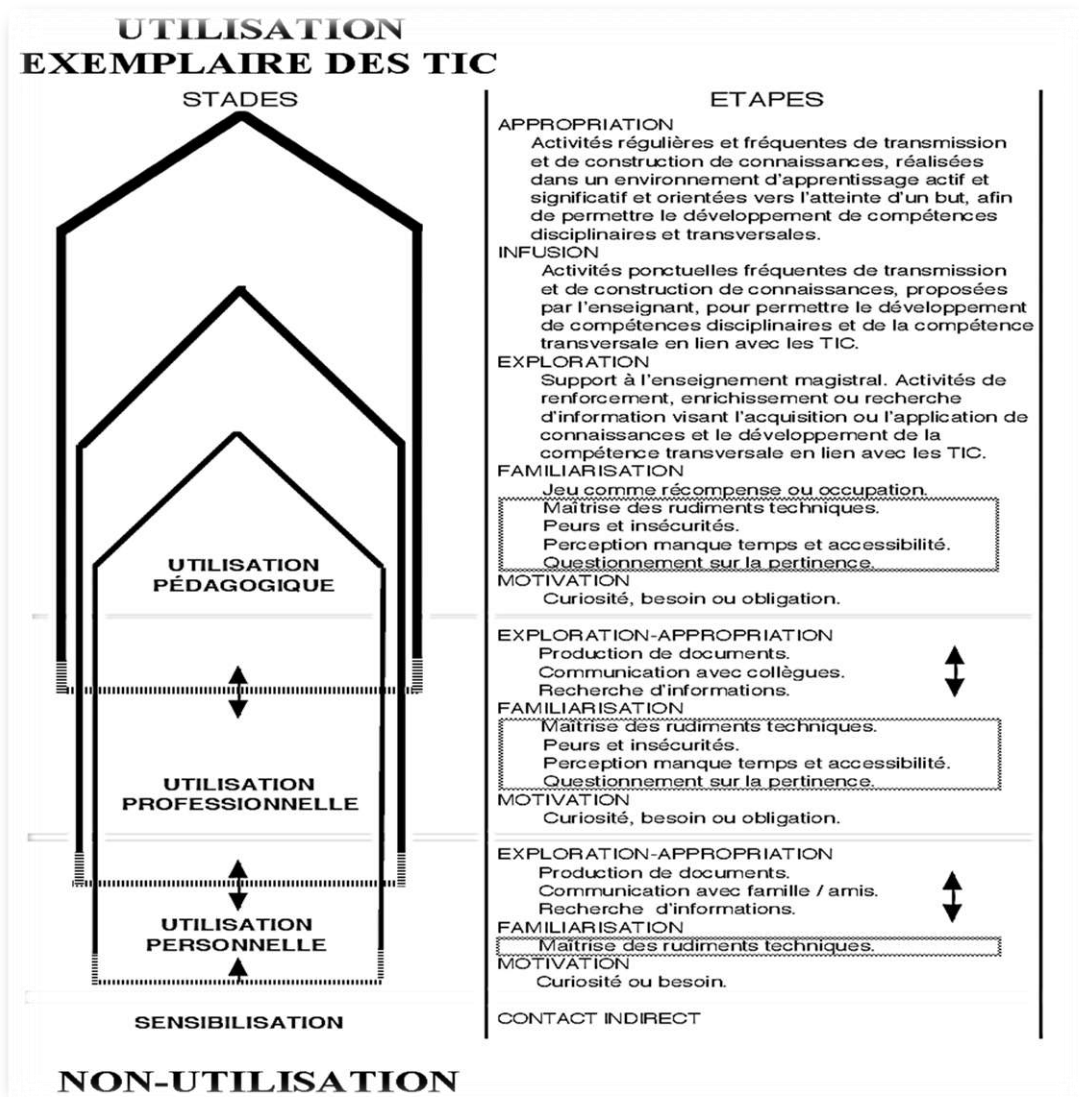 UTILISATION
EXEMPLAIRE DES TIC
STADES
UTILISATION
PÉDAGOGIQUE
UTILISATION
PROFESSIONNELLE
UTILISATION
PERSONNELLE
SENSIBILISATION
ETAPES
APPROPRIATION
Activités régulières et fréquentes de transmission
et de construction de connaissances, réalisées
dans un environnement d'apprentissage actif et
significatif et orientées vers l'atteinte d'un but, afin
de permettre le développement de compétences
disciplinaires et transversales.
INFUSION
Activités ponctuelles fréquentes de transmission
et de construction de connaissances, proposées
par l'enseignant, pour permettre le développement
de compétences disciplinaires et de la compétence
transversale en lien avec les TIC.
EXPLORATION
Support à l'enseignement magistral. Activités de
renforcement, enrichissement ou recherche
d'information visant l'acquisition ou l'application de
connaissances et le développement de la
compétence transversale en lien avec les TIC.
FAMILIARISATION
Jeu comme récompense ou occupation.
Maîtrise des rudiments techniques.
Peurs et insécurités.
Perception manque temps et accessibilité.
Questionnement sur la pertinence.
MOTIVATION
Curiosité, besoin ou obligation.
EXPLORATION-APPROPRIATION
Production de documents.
Communication avec collègues.
Recherche d'informations.
FAMILIARISATION
Maîtrise des rudiments techniques.
Peurs et insécurités.
Perception manque temps et accessibilité.
Questionnement sur la pertinence.
MOTIVATION
Curiosité, besoin ou obligation.
EXPLORATION-APPROPRIATION
Production de documents.
Communication avec famille / amis.
Recherche d'informations.
FAMILIARISATION
Maîtrise des rudiments techniques.
MOTIVATION
Curiosité ou besoin.
CONTACT INDIRECT
NON-UTILISATION